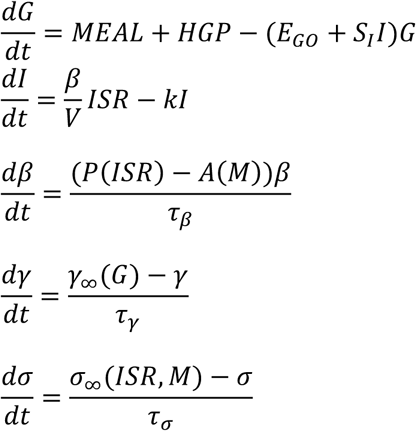 dG/dt = MEAL + HGP − (E_GO + S_I I)G
dI/dt = β/V ISR − kI
dβ/dt = (P(ISR) − A(M))β / τ_β
dγ/dt = γ_∞(G) − γ / τ_γ
dσ/dt = σ_∞(ISR, M) − σ / τ_σ